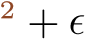 ² + ϵ